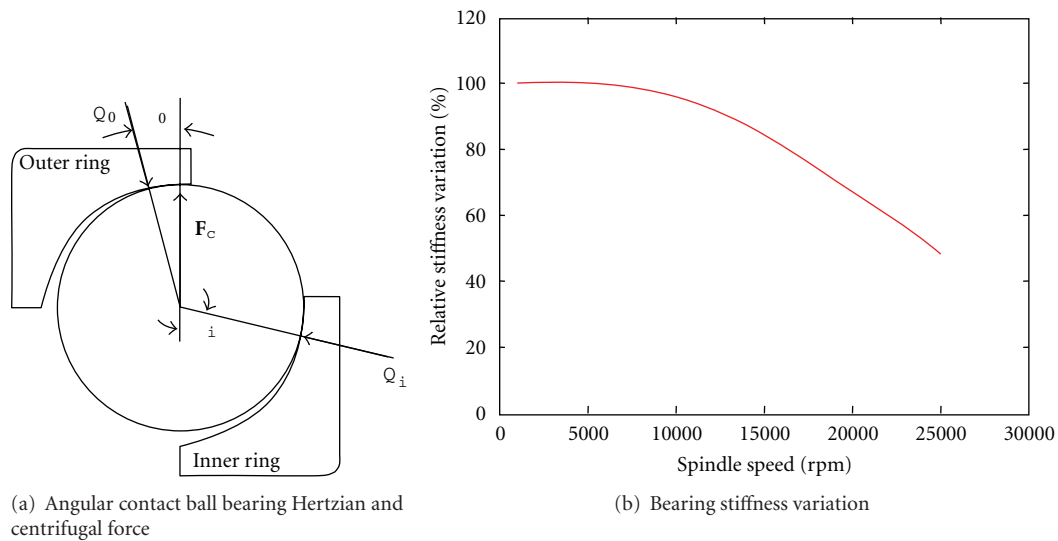 Q0
0
Outer ring
Fc
i
Qi
Inner ring
(a) Angular contact ball bearing Hertzian and
centrifugal force
120
100
80
60
40
20
0
Relative stiffness variation (%)
0 5000 10000 15000 20000 25000 30000
Spindle speed (rpm)
(b) Bearing stiffness variation